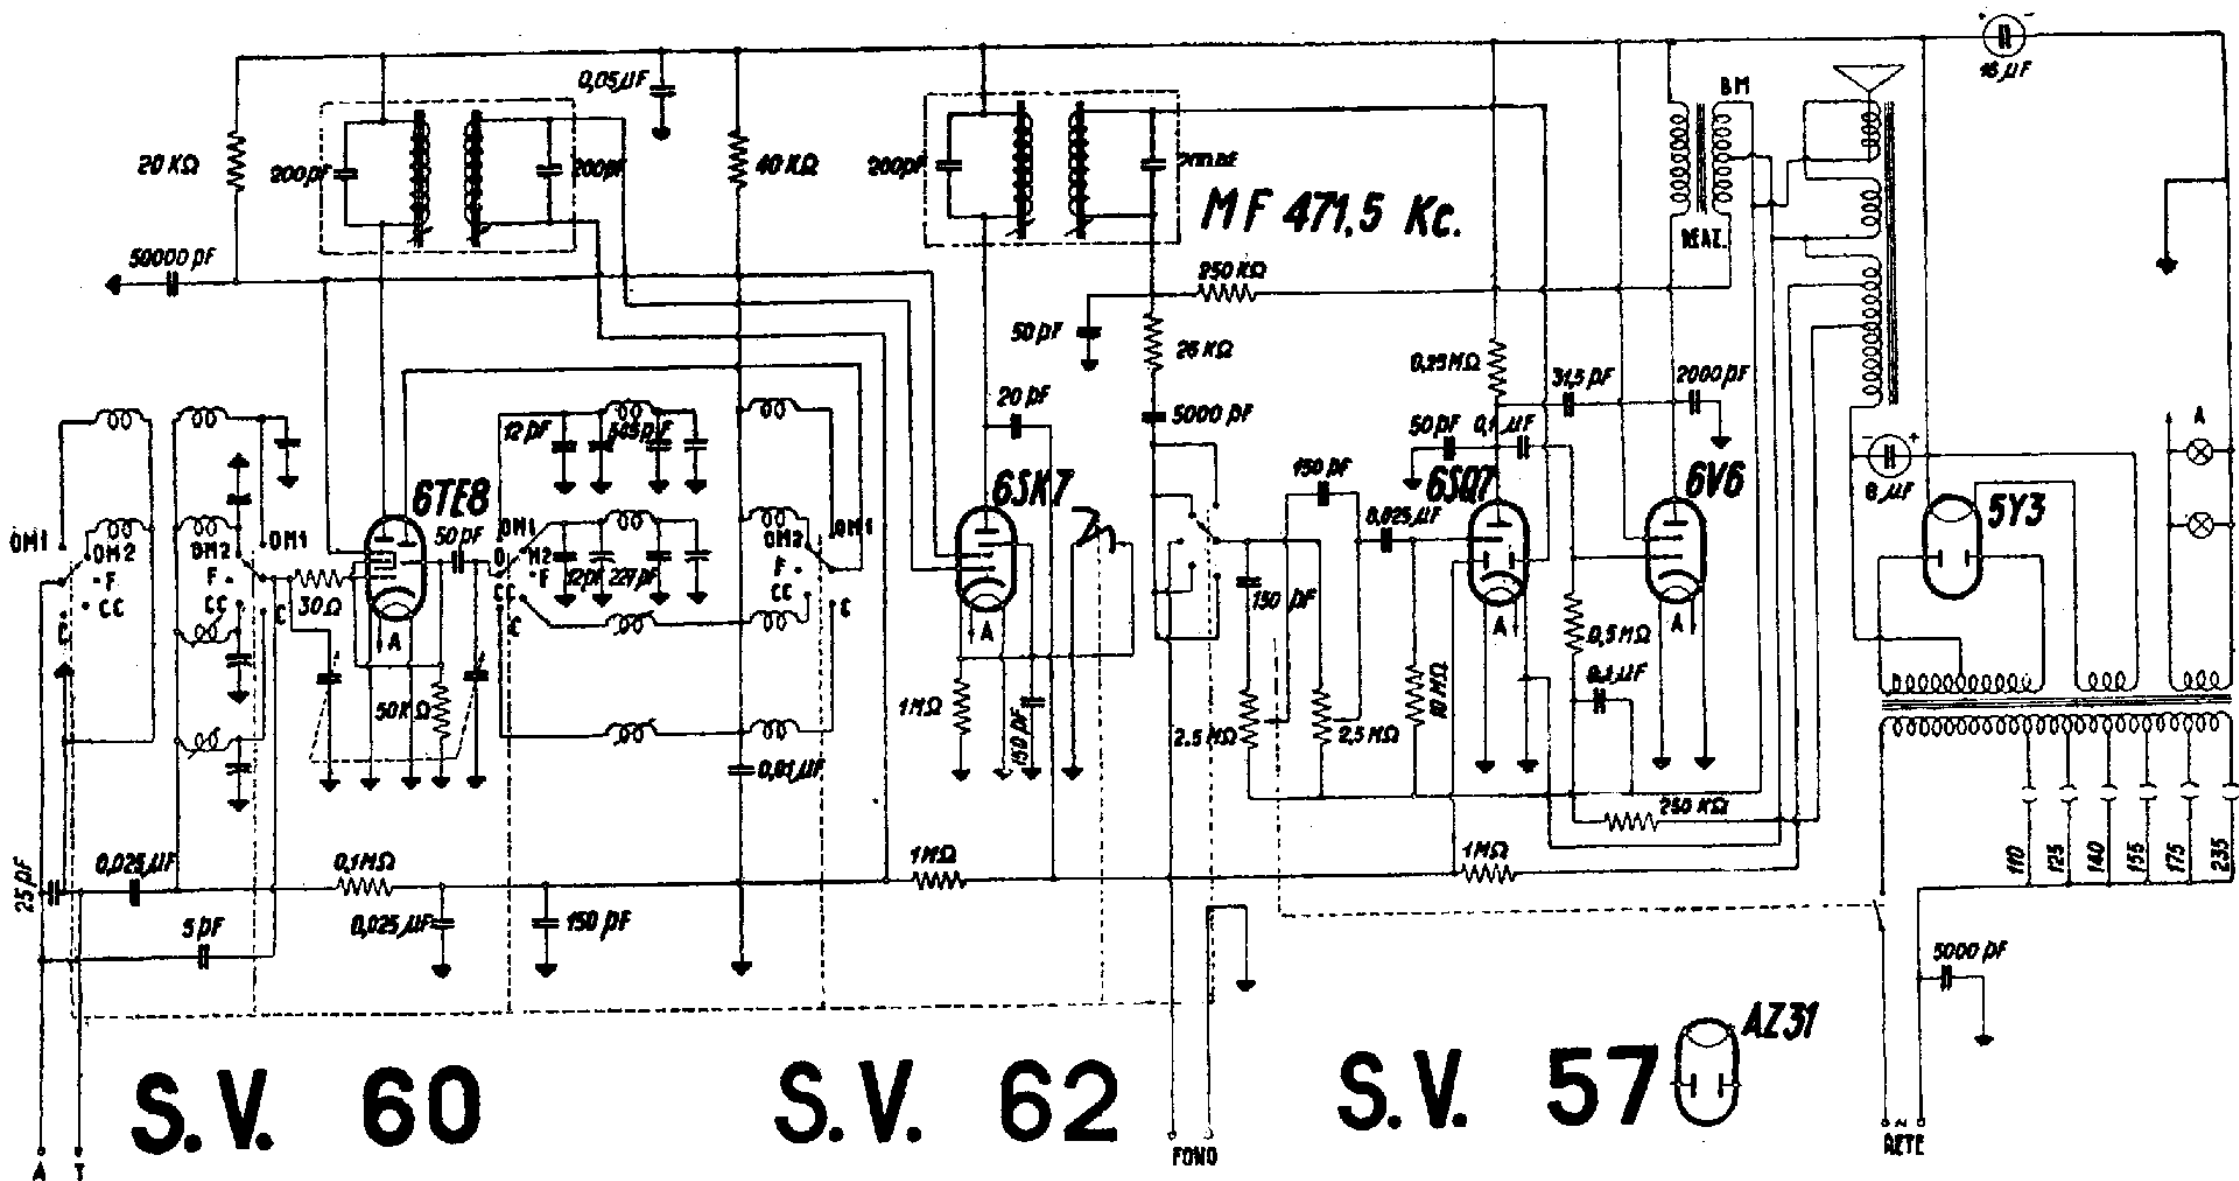 16 µF
0,05 µF
BM
20 KΩ
200pF
200pF
40 KΩ
200pF
MF 471,5 Kc.
REAZ.
50000 pF
250 KΩ
50 pF
25 KΩ
0,25 MΩ
31,5 pF
2000 pF
20 pF
5000 pF
12 pF
50 pF
0,1 µF
- +
8 µF
A
6TE8
6SK7
150 pF
6SQ7
6V6
5Y3
50 pF
0,025 µF
OM1
OM2
F
CC
C
OM2
OM1
F
CC
C
30Ω
OM1
OM2
F
CC
C
12pF
227pF
OM2
OM1
F
CC
C
A
A
150 pF
A
A
0,5 MΩ
0,1 µF
50KΩ
1MΩ
150 pF
2.5 MΩ
2,5 MΩ
10 MΩ
0,01 µF
250 KΩ
25 pF
0,025 µF
0,1MΩ
1MΩ
1MΩ
110
125
140
155
175
235
5 pF
0,025 µF
150 pF
5000 pF
AZ31
S.V. 60
S.V. 62
S.V. 57
FONO
RETE
A T